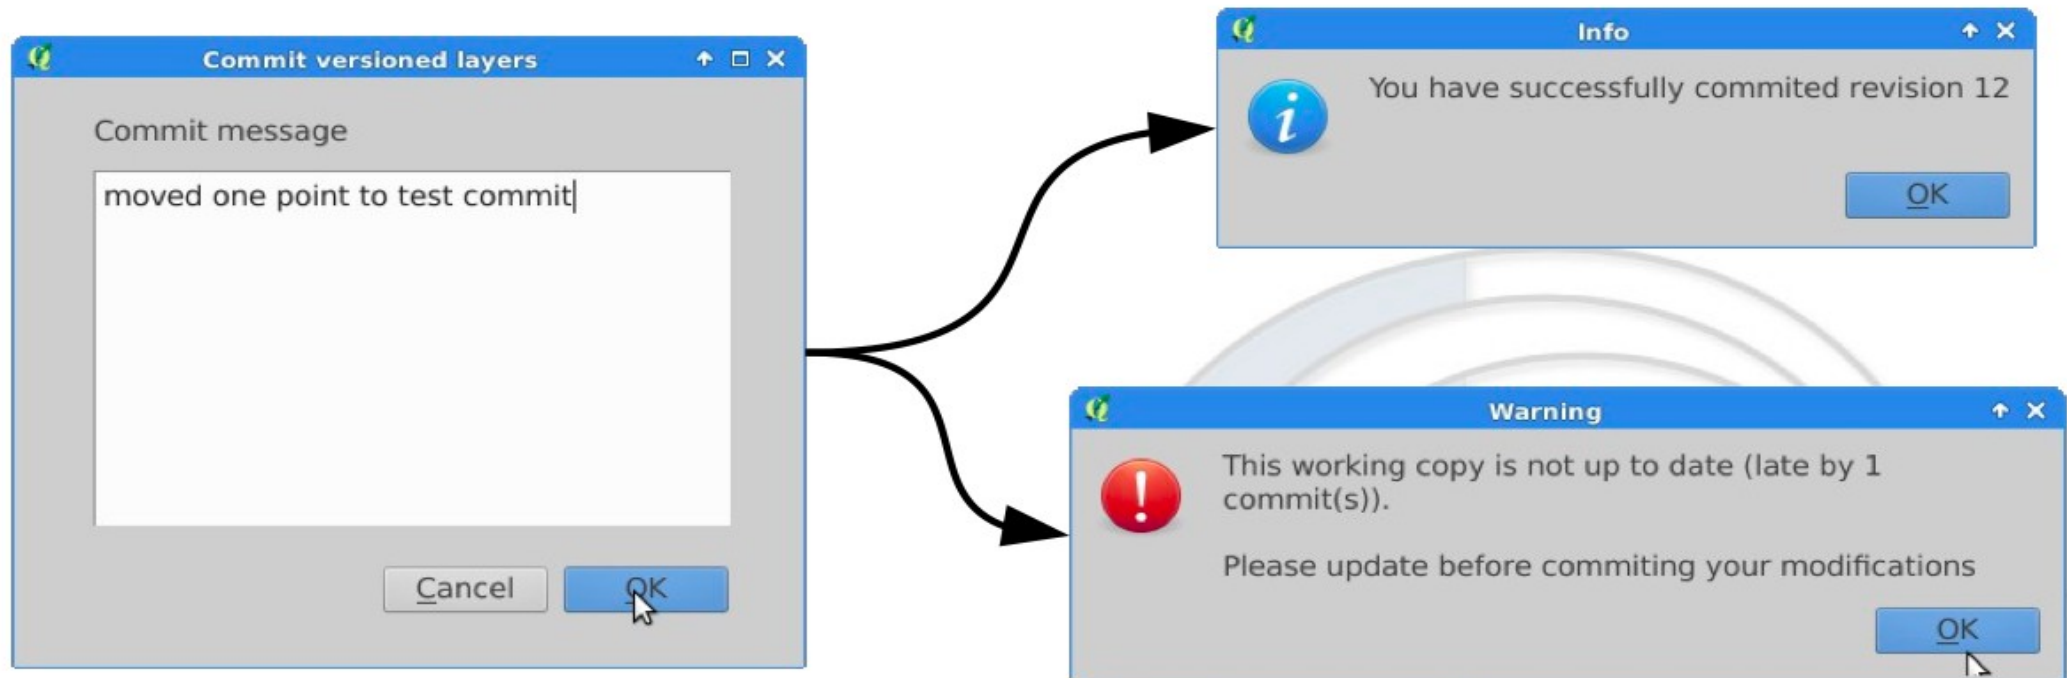 Commit versioned layers
Commit message
moved one point to test commit
Cancel
OK
Info
You have successfully commited revision 12
OK
Warning
This working copy is not up to date (late by 1
commit(s)).
Please update before commiting your modifications
OK